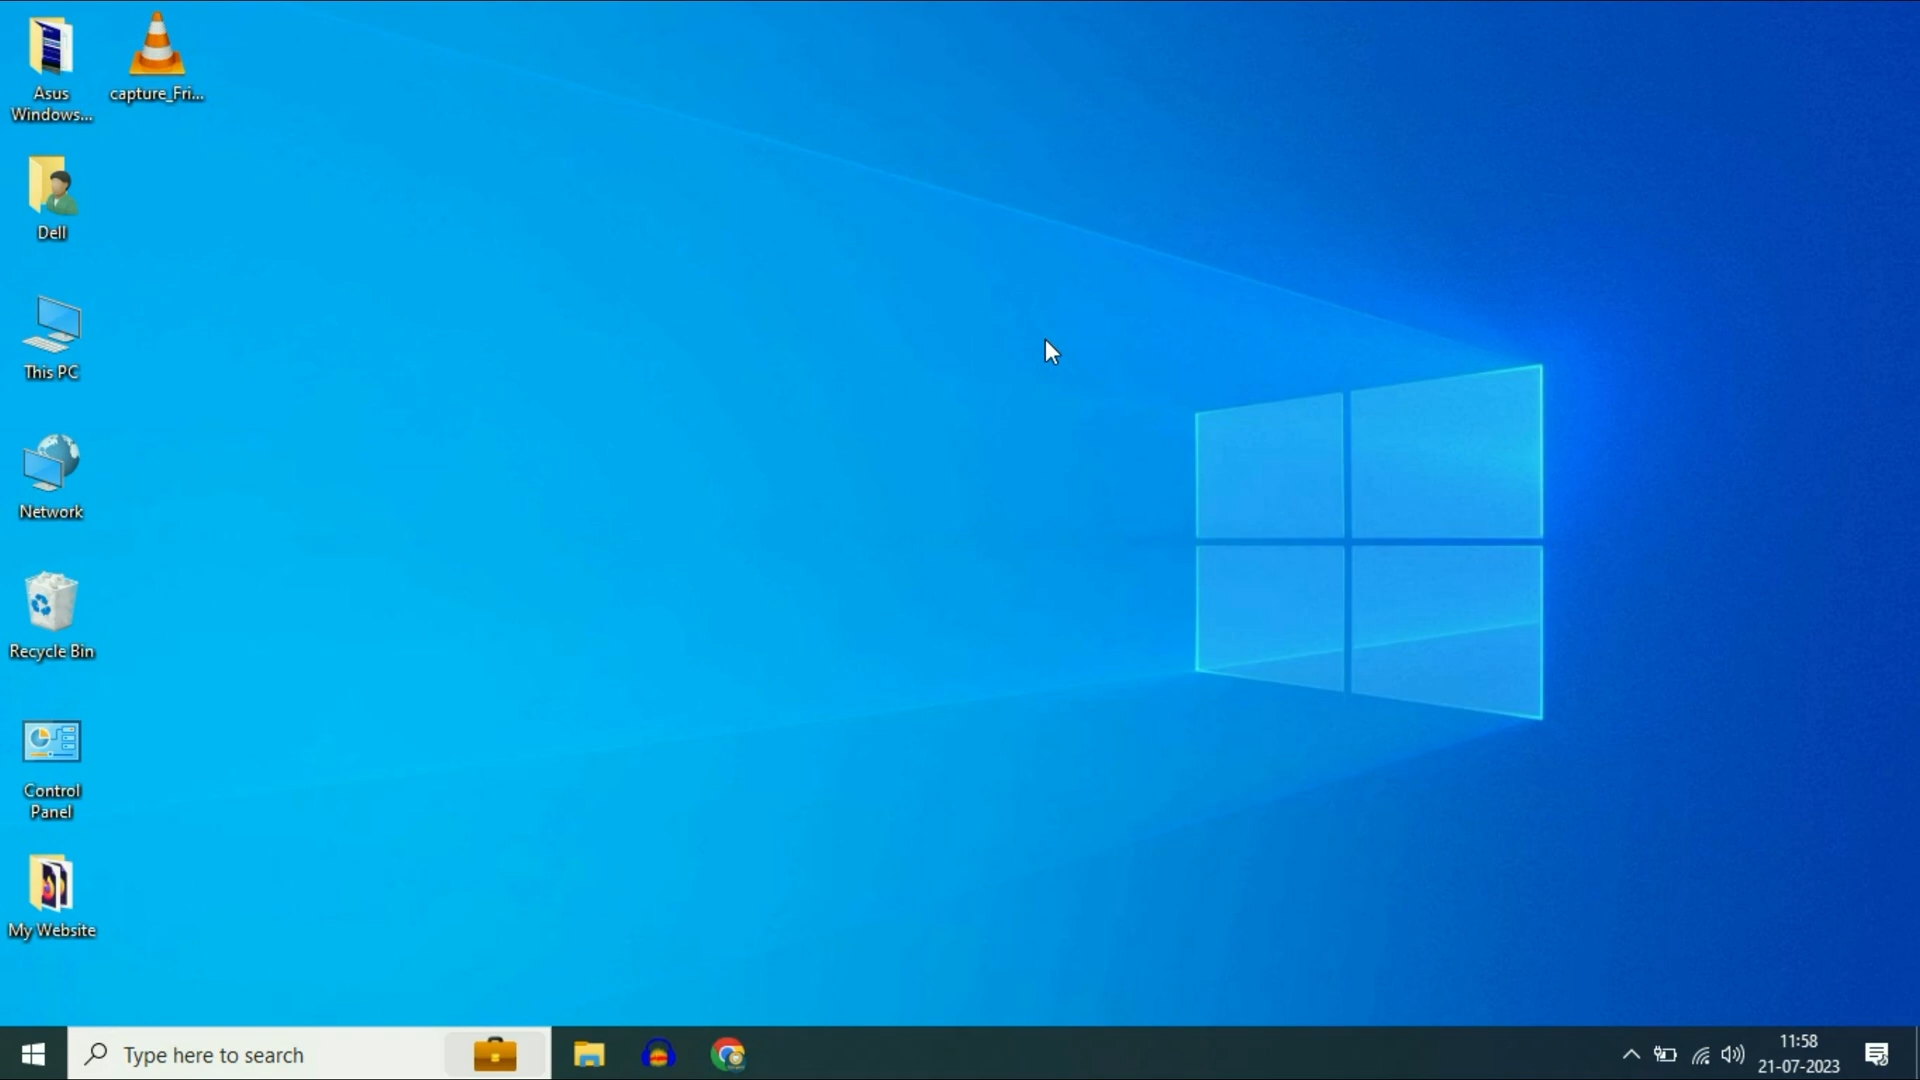 Asus
Windows...
capture_Fri...
Dell
This PC
Network
Recycle Bin
Control
Panel
My Website
Type here to search
11:58
21-07-2023